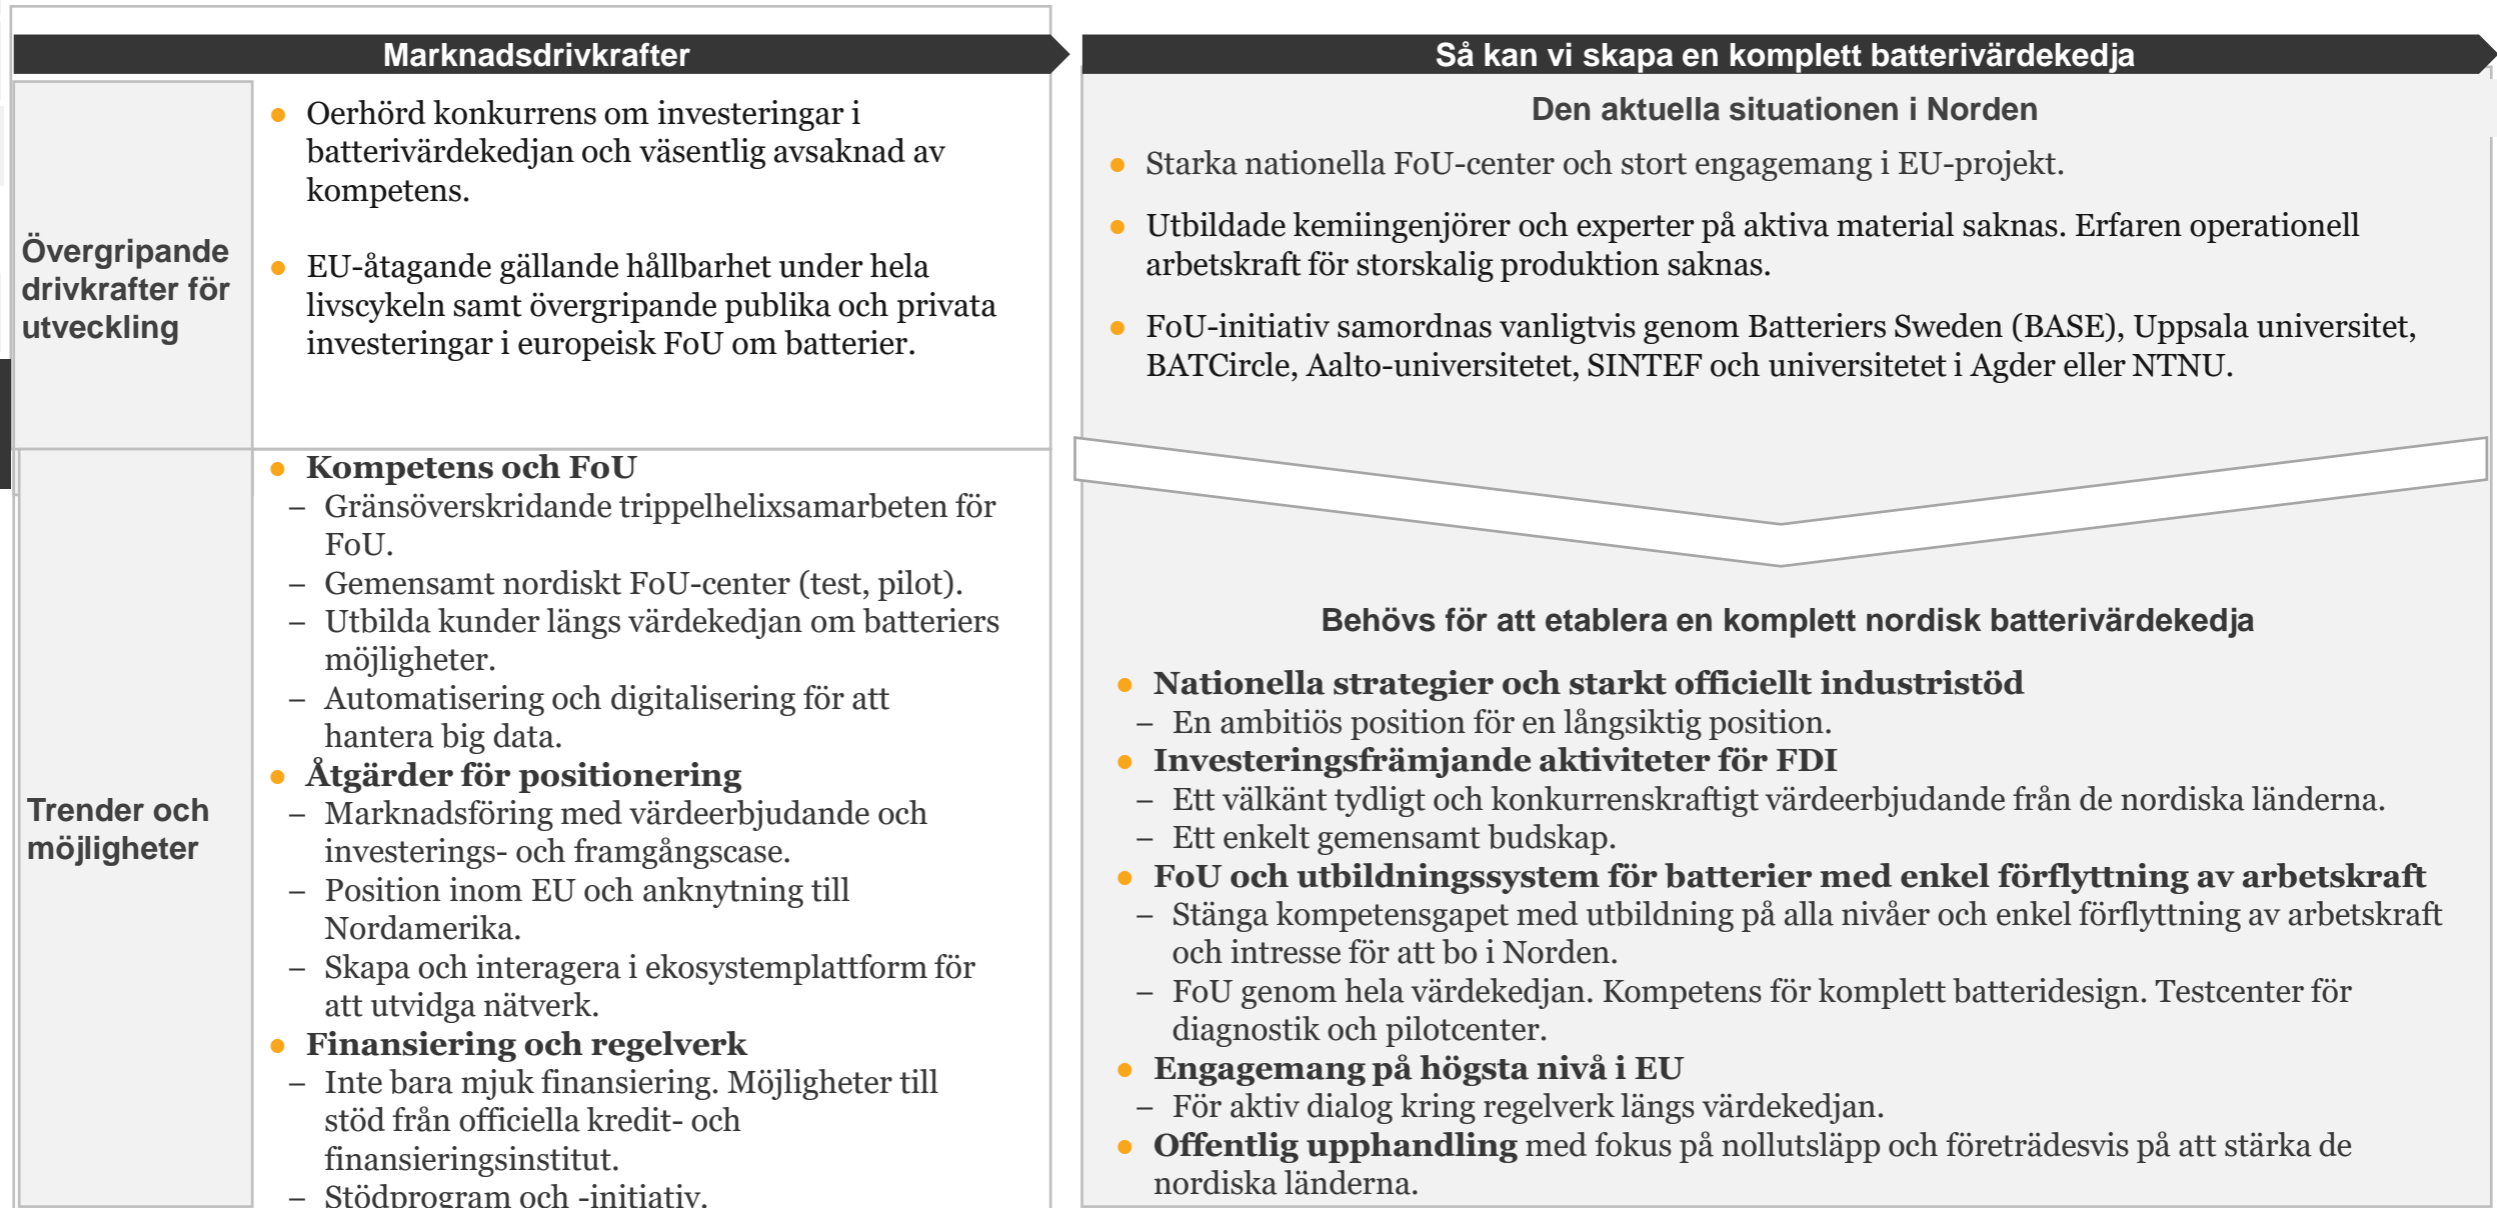 Marknadsdrivkrafter
Övergripande
drivkrafter för
utveckling
● Oerhörd konkurrens om investeringar i
batterivärdekedjan och väsentlig avsaknad av
kompetens.
● EU-åtagande gällande hållbarhet under hela
livscykeln samt övergripande publika och privata
investeringar i europeisk FoU om batterier.
Trender och
möjligheter
● Kompetens och FoU
– Gränsöverskridande trippelhelixsamarbeten för
FoU.
– Gemensamt nordiskt FoU-center (test, pilot).
– Utbilda kunder längs värdekedjan om batteriers
möjligheter.
– Automatisering och digitalisering för att
hantera big data.
● Åtgärder för positionering
– Marknadsföring med värdeerbjudande och
investerings- och framgångscase.
– Position inom EU och anknytning till
Nordamerika.
– Skapa och interagera i ekosystemplattform för
att utvidga nätverk.
● Finansiering och regelverk
– Inte bara mjuk finansiering. Möjligheter till
stöd från officiella kredit- och
finansieringsinstitut.
– Stödprogram och -initiativ.
Så kan vi skapa en komplett batterivärdekedja
Den aktuella situationen i Norden
● Starka nationella FoU-center och stort engagemang i EU-projekt.
● Utbildade kemiingenjörer och experter på aktiva material saknas. Erfaren operationell
arbetskraft för storskalig produktion saknas.
● FoU-initiativ samordnas vanligtvis genom Batteriers Sweden (BASE), Uppsala universitet,
BATCircle, Aalto-universitetet, SINTEF och universitetet i Agder eller NTNU.
Behövs för att etablera en komplett nordisk batterivärdekedja
● Nationella strategier och starkt officiellt industristöd
– En ambitiös position för en långsiktig position.
● Investeringsfrämjande aktiviteter för FDI
– Ett välkänt tydligt och konkurrenskraftigt värdeerbjudande från de nordiska länderna.
– Ett enkelt gemensamt budskap.
● FoU och utbildningssystem för batterier med enkel förflyttning av arbetskraft
– Stänga kompetensgapet med utbildning på alla nivåer och enkel förflyttning av arbetskraft
och intresse för att bo i Norden.
– FoU genom hela värdekedjan. Kompetens för komplett batteridesign. Testcenter för
diagnostik och pilotcenter.
● Engagemang på högsta nivå i EU
– För aktiv dialog kring regelverk längs värdekedjan.
● Offentlig upphandling med fokus på nollutsläpp och företrädesvis på att stärka de
nordiska länderna.